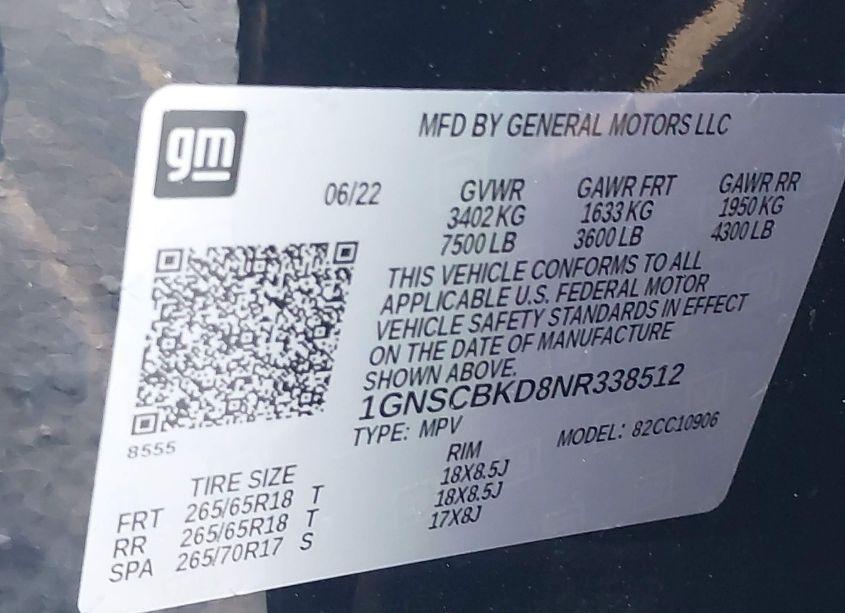 gm
MFD BY GENERAL MOTORS LLC
06/22 GVWR GAWR FRT GAWR RR
3402 KG 1633 KG 1950 KG
7500 LB 3600 LB 4300 LB
THIS VEHICLE CONFORMS TO ALL
APPLICABLE U.S. FEDERAL MOTOR
VEHICLE SAFETY STANDARDS IN EFFECT
ON THE DATE OF MANUFACTURE
SHOWN ABOVE.
1GNSCBKD8NR338512
8555
TYPE: MPV MODEL: 82CC10906
TIRE SIZE RIM
FRT 265/65R18 T 18X8.5J
RR 265/65R18 T 18X8.5J
SPA 265/70R17 S 17X8J